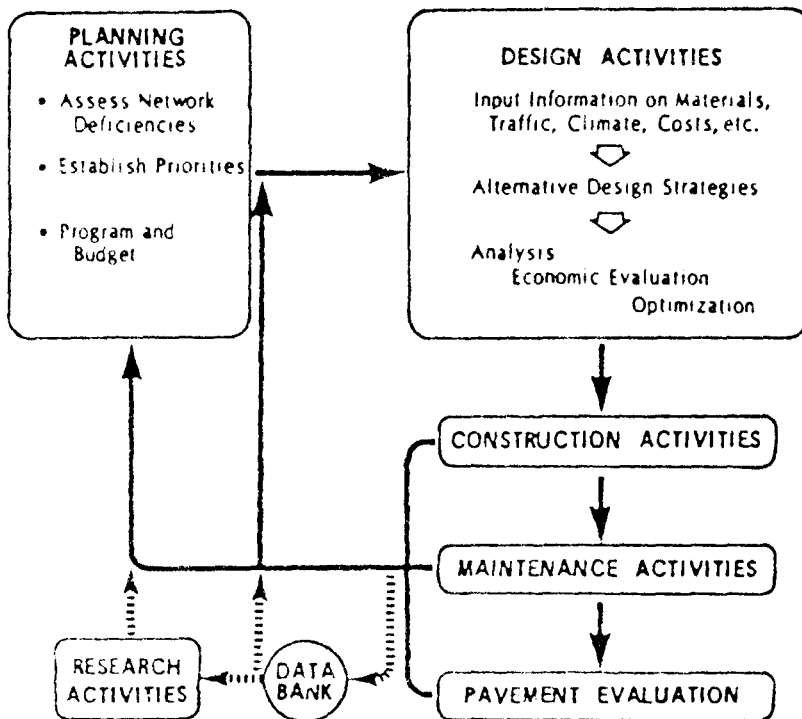 PLANNING
ACTIVITIES
• Assess Network
Deficiencies
• Establish Priorities
• Program and
Budget
DESIGN ACTIVITIES
Input Information on Materials,
Traffic, Climate, Costs, etc.
Alternative Design Strategies
Analysis
Economic Evaluation
Optimization
CONSTRUCTION ACTIVITIES
MAINTENANCE ACTIVITIES
PAVEMENT EVALUATION
RESEARCH
ACTIVITIES
DATA
BANK